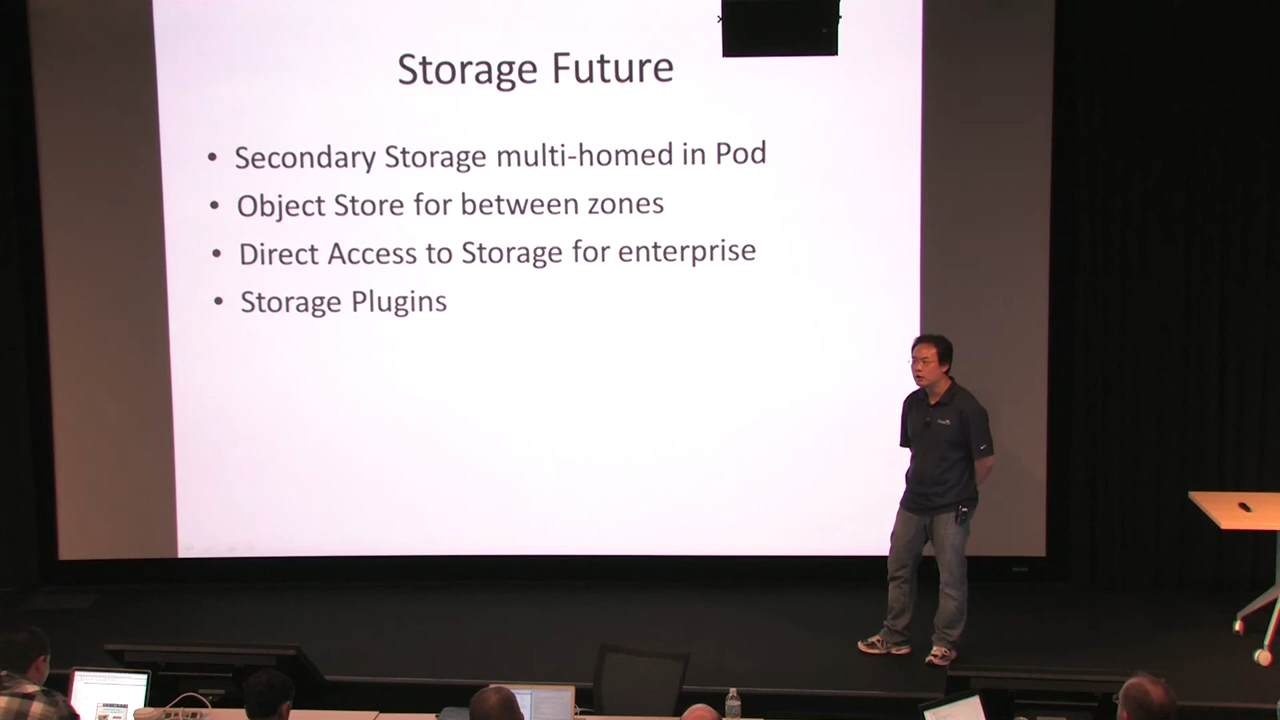 Storage Future
• Secondary Storage multi-homed in Pod
• Object Store for between zones
• Direct Access to Storage for enterprise
• Storage Plugins